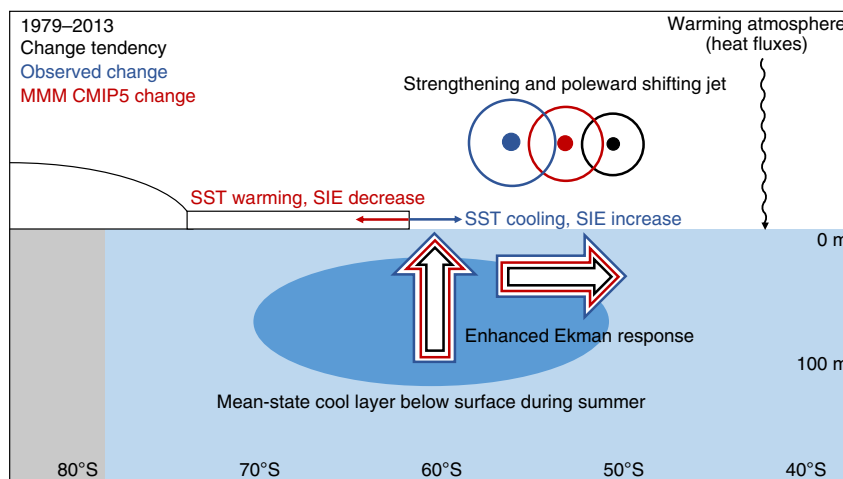 1979–2013
Change tendency
Observed change
MMM CMIP5 change
Warming atmosphere
(heat fluxes)
Strengthening and poleward shifting jet
SST warming, SIE decrease
SST cooling, SIE increase
0 m
Enhanced Ekman response
100 m
Mean-state cool layer below surface during summer
80°S 70°S 60°S 50°S 40°S